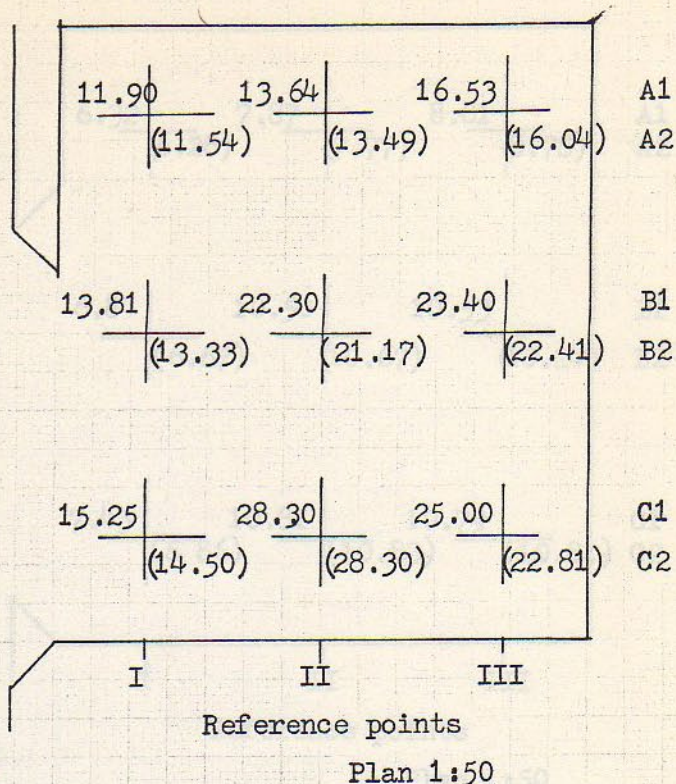 11.90 13.64 16.53 A1
(11.54) (13.49) (16.04) A2
13.81 22.30 23.40 B1
(13.33) (21.17) (22.41) B2
15.25 28.30 25.00 C1
(14.50) (28.30) (22.81) C2
I II III
Reference points
Plan 1:50